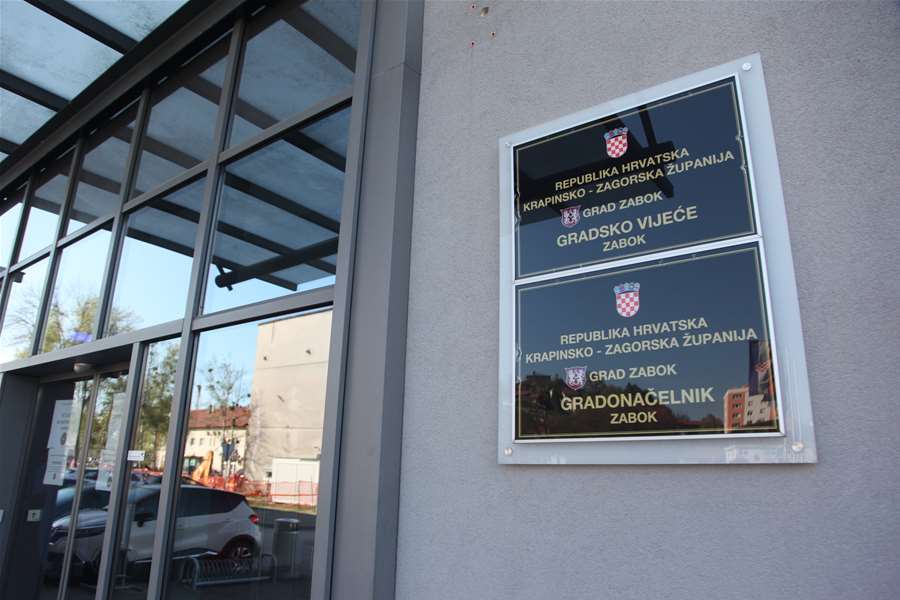 REPUBLIKA HRVATSKA
KRAPINSKO - ZAGORSKA ŽUPANIJA
GRAD ZABOK
GRADSKO VIJEĆE
ZABOK
REPUBLIKA HRVATSKA
KRAPINSKO - ZAGORSKA ŽUPANIJA
GRAD ZABOK
GRADONAČELNIK
ZABOK